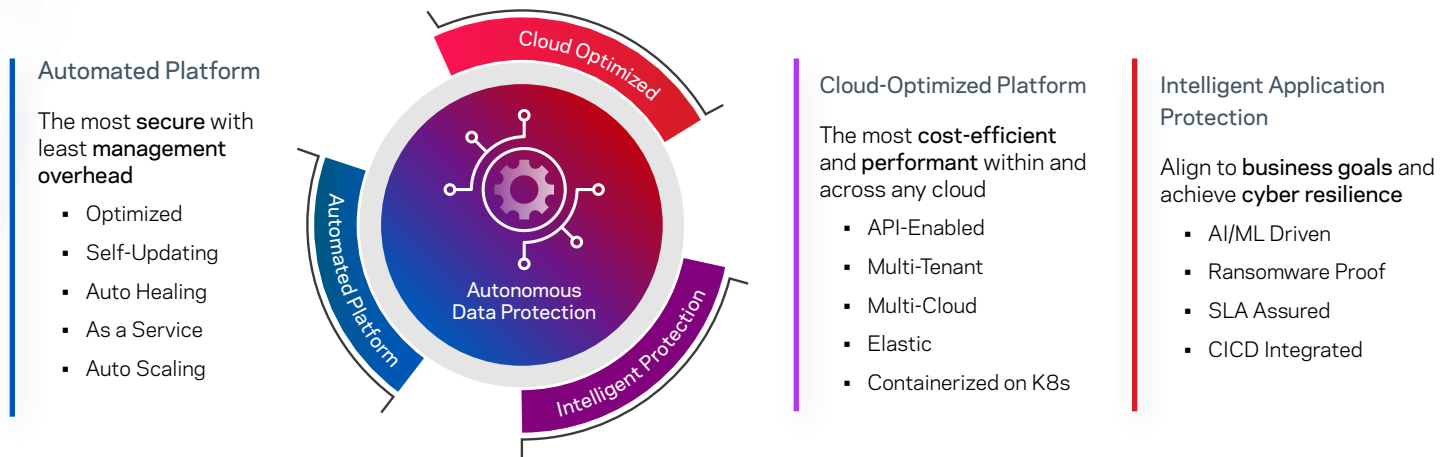 Automated Platform
The most secure with
least management
overhead
▪ Optimized
▪ Self-Updating
▪ Auto Healing
▪ As a Service
▪ Auto Scaling
Cloud Optimized
Automated Platform
Intelligent Protection
Autonomous
Data Protection
Cloud-Optimized Platform
The most cost-efficient
and performant within and
across any cloud
▪ API-Enabled
▪ Multi-Tenant
▪ Multi-Cloud
▪ Elastic
▪ Containerized on K8s
Intelligent Application
Protection
Align to business goals and
achieve cyber resilience
▪ AI/ML Driven
▪ Ransomware Proof
▪ SLA Assured
▪ CICD Integrated